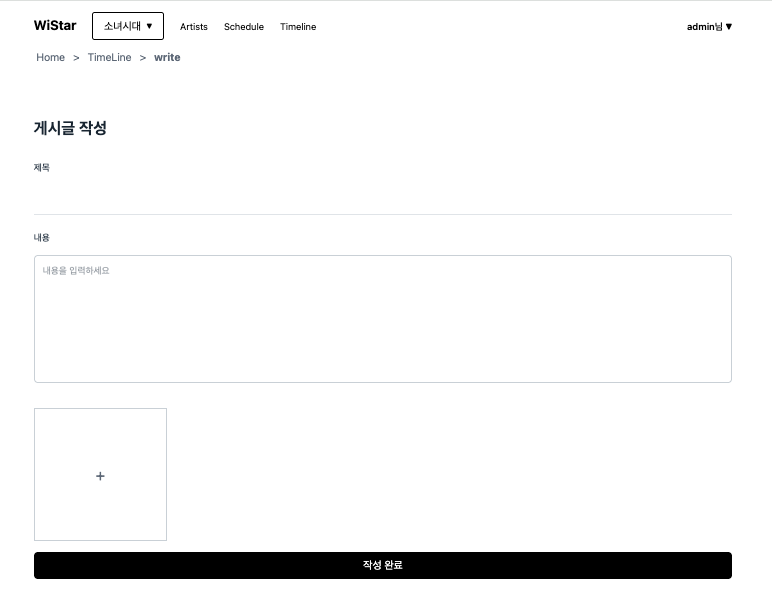 WiStar 소녀시대 ▼ Artists Schedule Timeline admin님 ▼
Home > TimeLine > write
게시글 작성
제목
내용
내용을 입력하세요
+
작성 완료